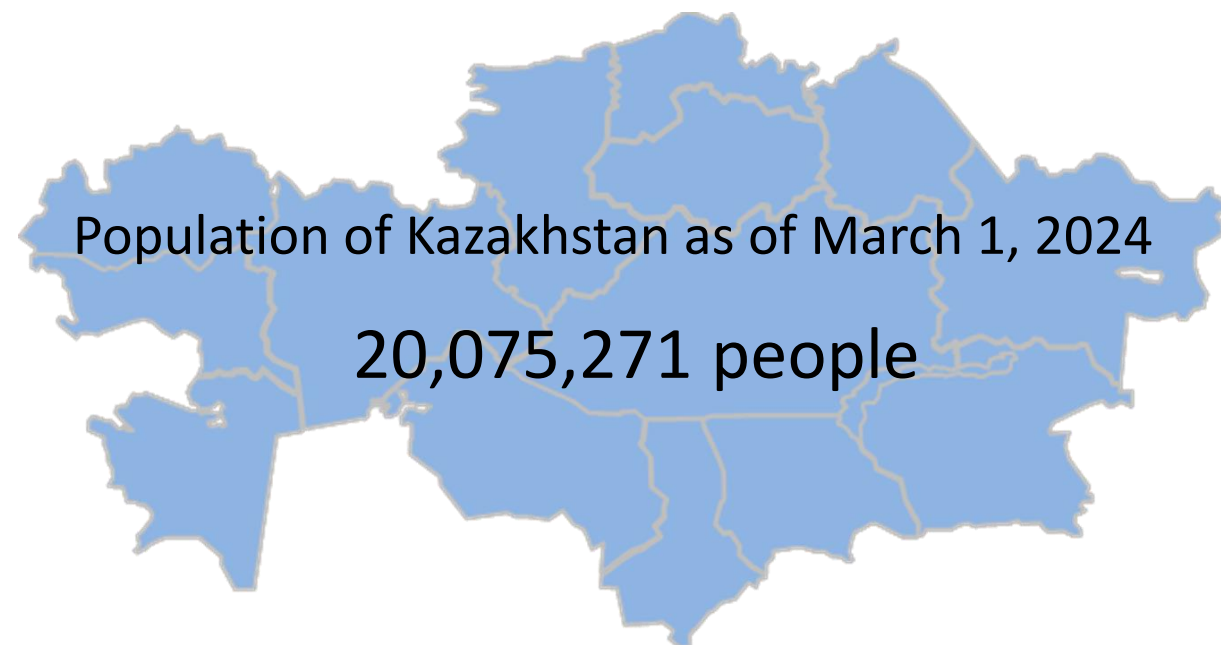 Population of Kazakhstan as of March 1, 2024
20,075,271 people